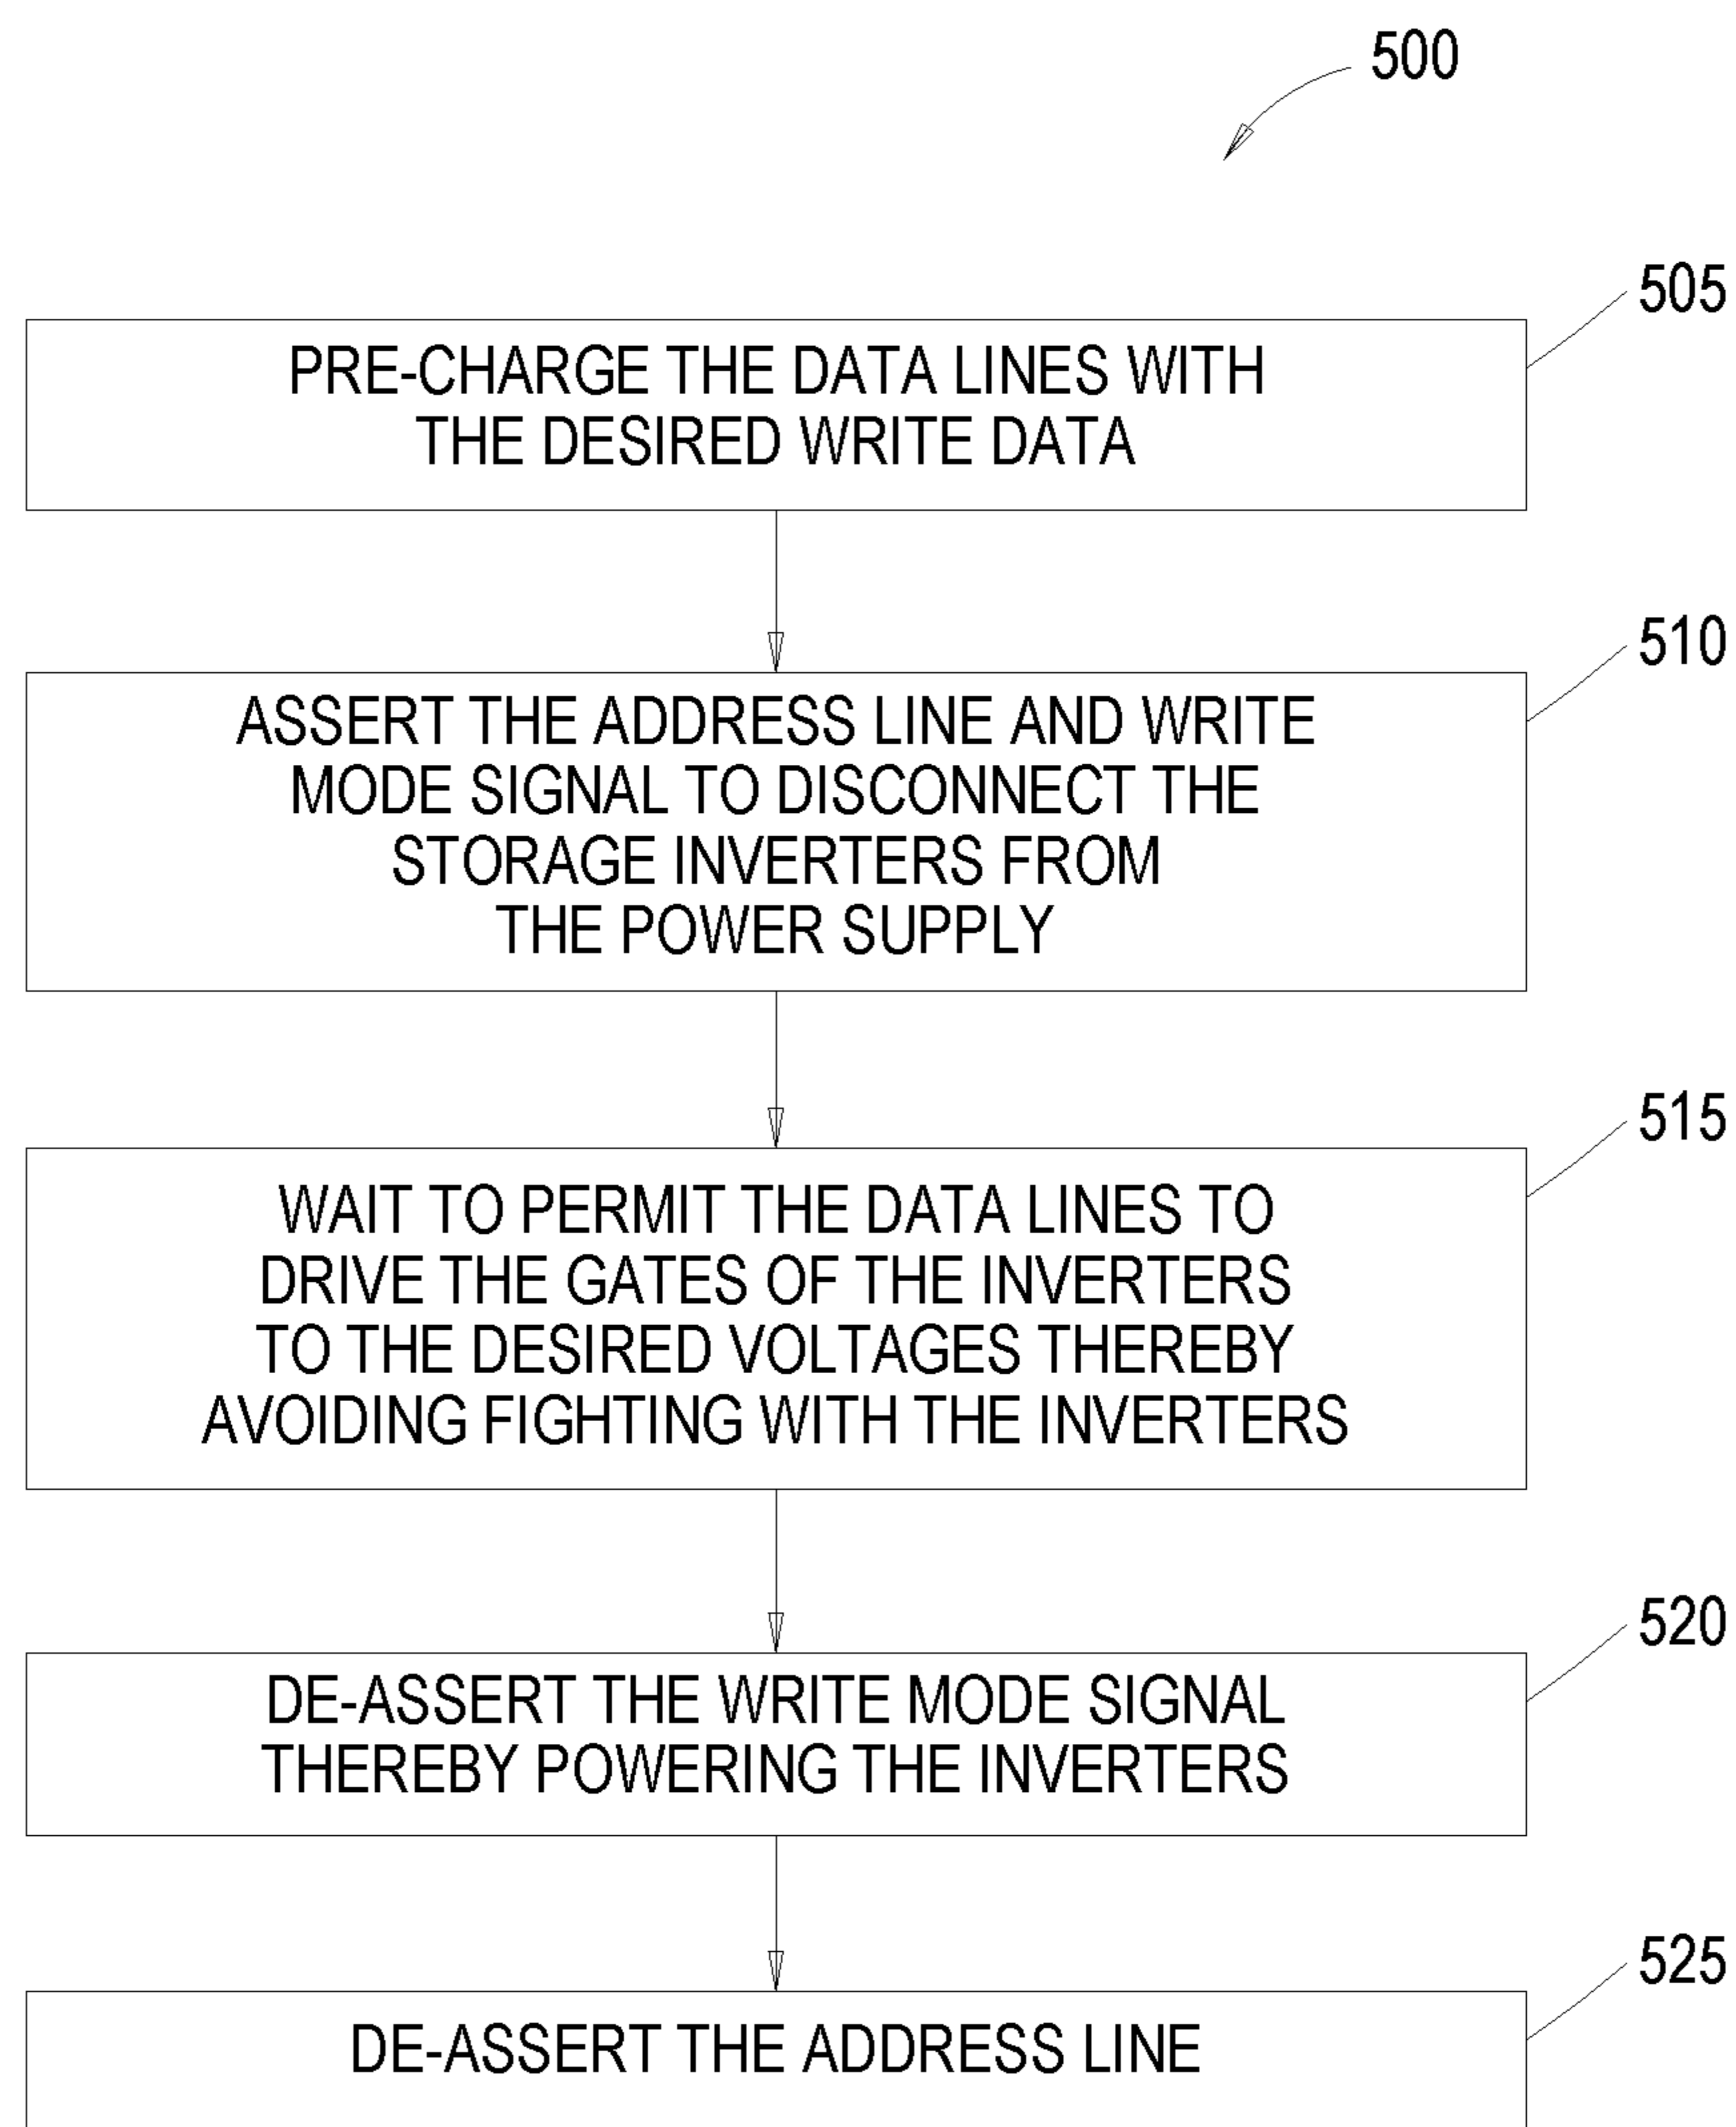 500
505
PRE-CHARGE THE DATA LINES WITH
THE DESIRED WRITE DATA
510
ASSERT THE ADDRESS LINE AND WRITE
MODE SIGNAL TO DISCONNECT THE
STORAGE INVERTERS FROM
THE POWER SUPPLY
515
WAIT TO PERMIT THE DATA LINES TO
DRIVE THE GATES OF THE INVERTERS
TO THE DESIRED VOLTAGES THEREBY
AVOIDING FIGHTING WITH THE INVERTERS
520
DE-ASSERT THE WRITE MODE SIGNAL
THEREBY POWERING THE INVERTERS
525
DE-ASSERT THE ADDRESS LINE